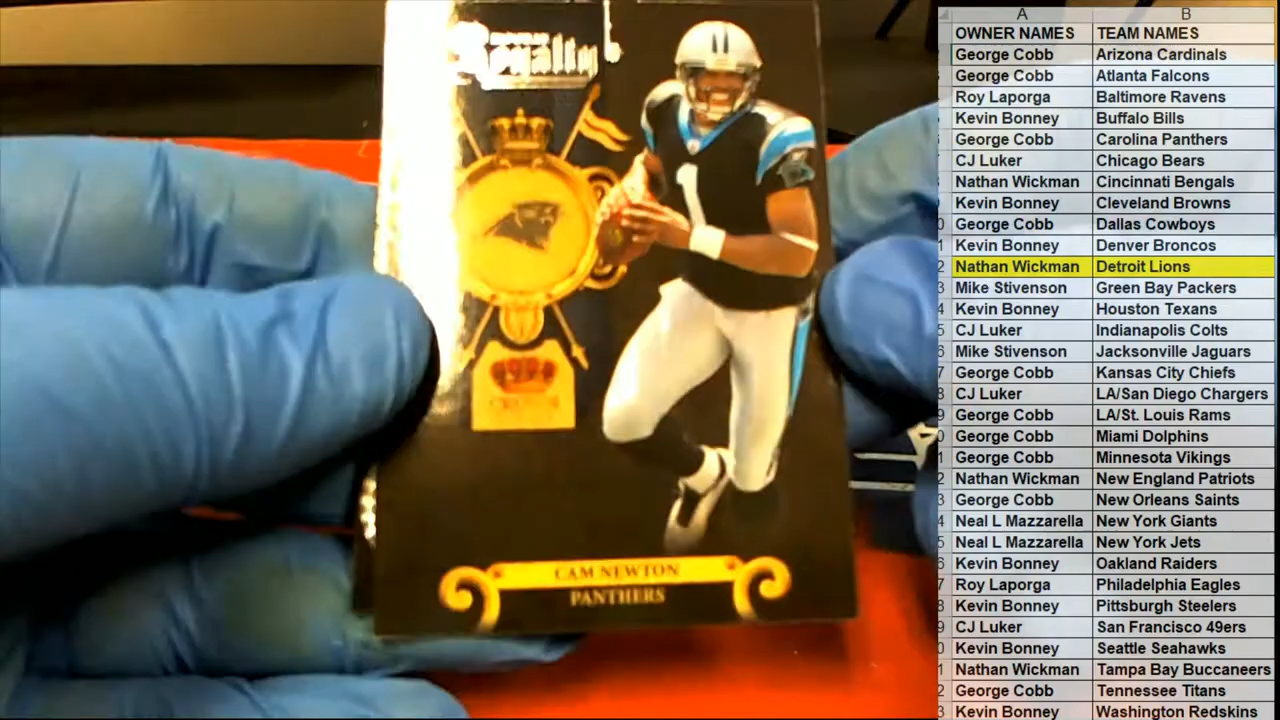 Royalty
1
CROWN
CAM NEWTON
PANTHERS
A B
OWNER NAMES TEAM NAMES
George Cobb Arizona Cardinals
George Cobb Atlanta Falcons
Roy Laporga Baltimore Ravens
Kevin Bonney Buffalo Bills
George Cobb Carolina Panthers
CJ Luker Chicago Bears
Nathan Wickman Cincinnati Bengals
Kevin Bonney Cleveland Browns
George Cobb Dallas Cowboys
Kevin Bonney Denver Broncos
Nathan Wickman Detroit Lions
Mike Stivenson Green Bay Packers
Kevin Bonney Houston Texans
CJ Luker Indianapolis Colts
Mike Stivenson Jacksonville Jaguars
George Cobb Kansas City Chiefs
CJ Luker LA/San Diego Chargers
George Cobb LA/St. Louis Rams
George Cobb Miami Dolphins
George Cobb Minnesota Vikings
Nathan Wickman New England Patriots
George Cobb New Orleans Saints
Neal L Mazzarella New York Giants
Neal L Mazzarella New York Jets
Kevin Bonney Oakland Raiders
Roy Laporga Philadelphia Eagles
Kevin Bonney Pittsburgh Steelers
CJ Luker San Francisco 49ers
Kevin Bonney Seattle Seahawks
Nathan Wickman Tampa Bay Buccaneers
George Cobb Tennessee Titans
Kevin Bonney Washington Redskins